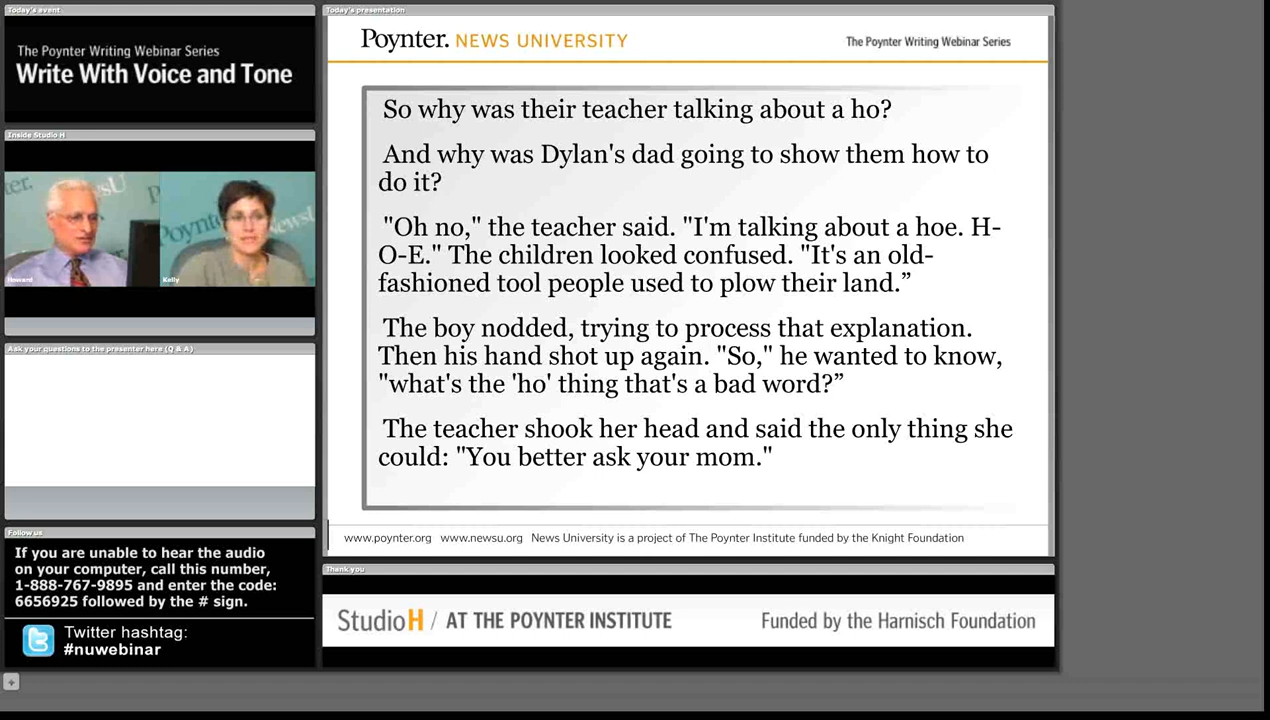 Today's event
The Poynter Writing Webinar Series
Write With Voice and Tone
Inside Studio H
Poynter.
NewsU
Howard
Kelly
Ask your questions to the presenter here (Q & A)
Follow us
If you are unable to hear the audio
on your computer, call this number,
1-888-767-9895 and enter the code:
6656925 followed by the # sign.
Twitter hashtag:
#nuwebinar
Today's presentation
Poynter. NEWS UNIVERSITY
The Poynter Writing Webinar Series
So why was their teacher talking about a ho?
And why was Dylan's dad going to show them how to
do it?
"Oh no," the teacher said. "I'm talking about a hoe. H-
O-E." The children looked confused. "It's an old-
fashioned tool people used to plow their land.”
The boy nodded, trying to process that explanation.
Then his hand shot up again. "So," he wanted to know,
"what's the 'ho' thing that's a bad word?”
The teacher shook her head and said the only thing she
could: "You better ask your mom."
www.poynter.org www.newsu.org News University is a project of The Poynter Institute funded by the Knight Foundation
Thank you
StudioH / AT THE POYNTER INSTITUTE
Funded by the Harnisch Foundation